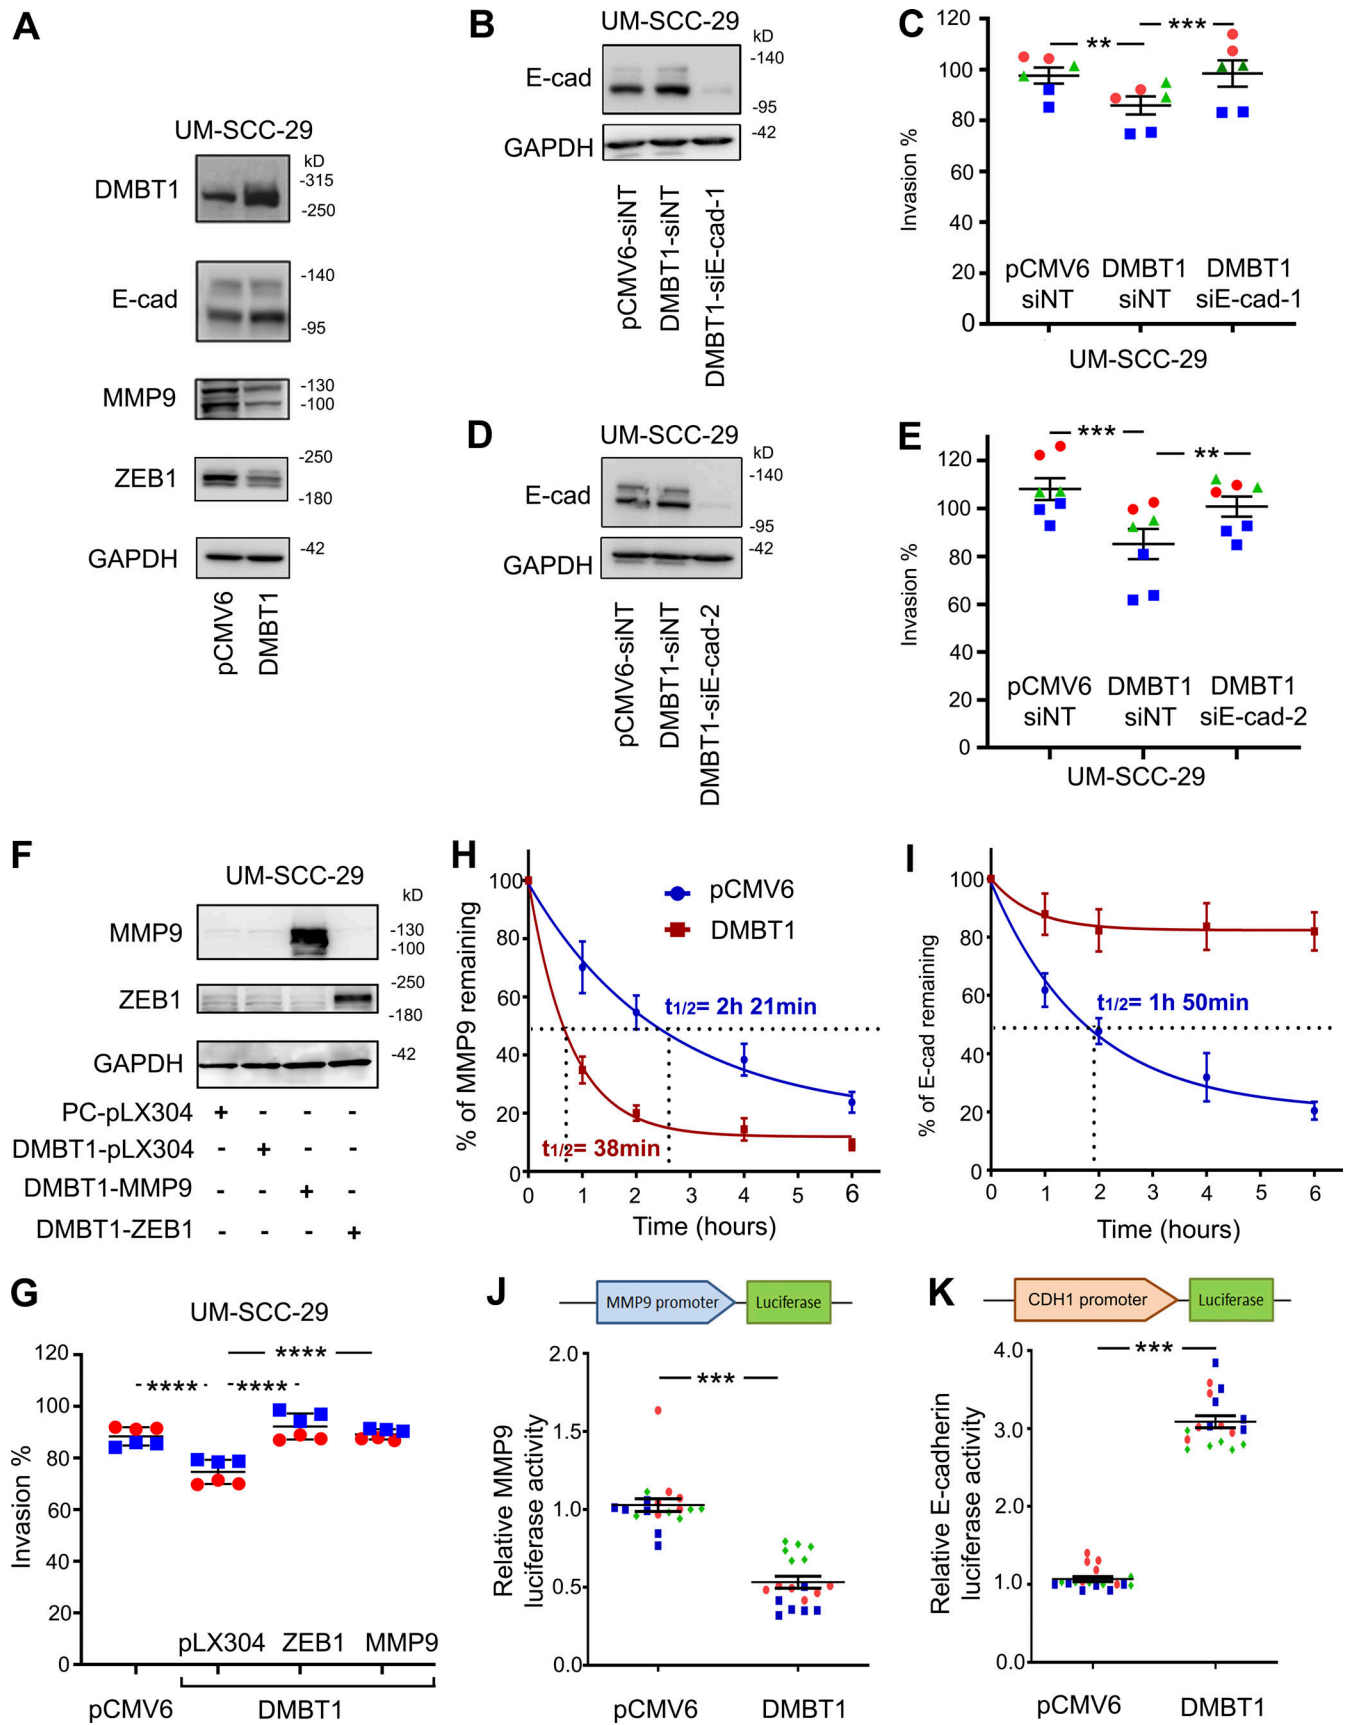 A
UM-SCC-29
kD
DMBT1
-315
-250
E-cad
-140
-95
MMP9
-130
-100
ZEB1
-250
-180
GAPDH
-42
pCMV6
DMBT1
B
UM-SCC-29
kD
E-cad
-140
-95
GAPDH
-42
pCMV6-siNT
DMBT1-siNT
DMBT1-siE-cad-1
C
120
100
80
60
40
20
0
Invasion %
** ***
pCMV6 DMBT1 DMBT1
siNT siNT siE-cad-1
UM-SCC-29
D
UM-SCC-29
kD
E-cad
-140
-95
GAPDH
-42
pCMV6-siNT
DMBT1-siNT
DMBT1-siE-cad-2
E
120
100
80
60
40
20
0
Invasion %
*** **
pCMV6 DMBT1 DMBT1
siNT siNT siE-cad-2
UM-SCC-29
F
UM-SCC-29
kD
MMP9
-130
-100
ZEB1
-250
-180
GAPDH
-42
PC-pLX304 + - - -
DMBT1-pLX304 - + - -
DMBT1-MMP9 - - + -
DMBT1-ZEB1 - - - +
H
100
80
60
40
20
0
% of MMP9 remaining
pCMV6
DMBT1
t1/2= 2h 21min
t1/2= 38min
0 1 2 3 4 5 6
Time (hours)
I
100
80
60
40
20
0
% of E-cad remaining
t1/2= 1h 50min
0 1 2 3 4 5 6
Time (hours)
G
UM-SCC-29
120
100
80
60
40
20
0
Invasion %
****
**** ****
pLX304 ZEB1 MMP9
pCMV6 DMBT1
J
MMP9 promoter Luciferase
2.0
1.5
1.0
0.5
0.0
Relative MMP9
luciferase activity
***
pCMV6 DMBT1
K
CDH1 promoter Luciferase
4.0
3.0
2.0
1.0
0.0
Relative E-cadherin
luciferase activity
***
pCMV6 DMBT1